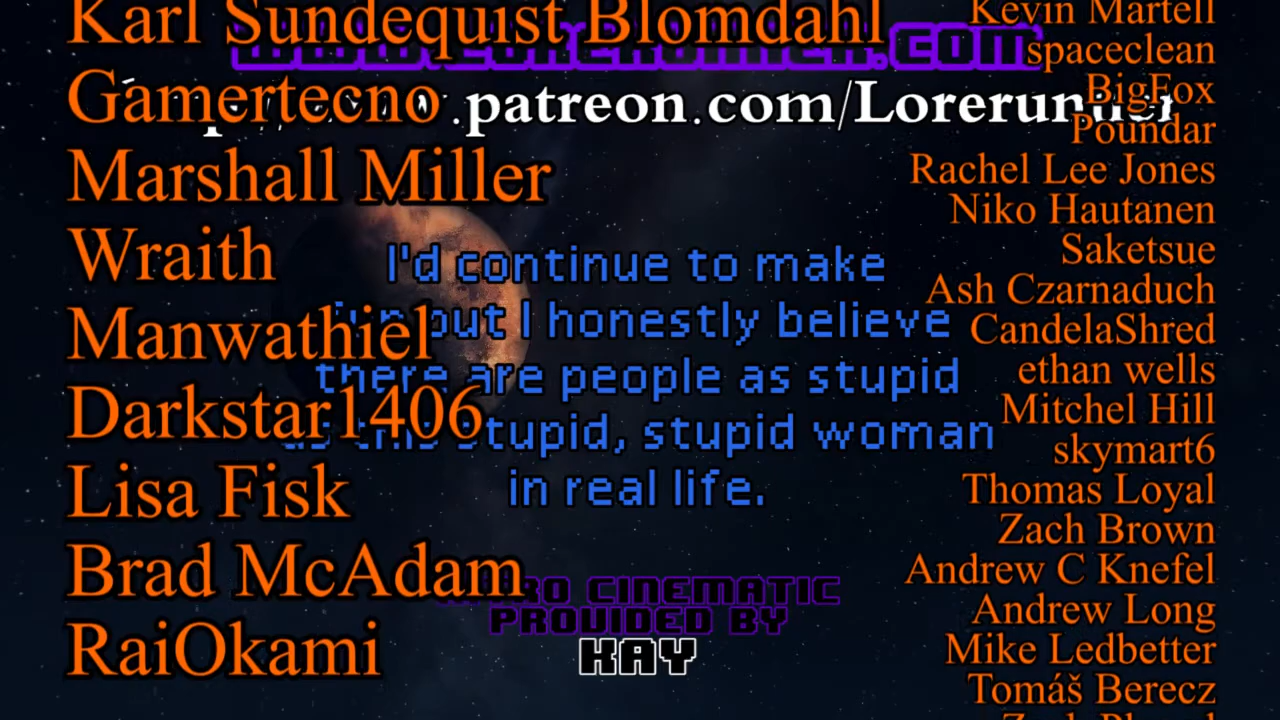 Karl Sundequist Blomdahl
Gamertecno
Marshall Miller
Wraith
Manwathiel
Darkstar1406
Lisa Fisk
Brad McAdam
RaiOkami
.com
.patreon.com/Lorerunner
I'd continue to make
but I honestly believe
there are people as stupid
as this stupid, stupid woman
in real life.
CINEMATIC
PROVIDED BY
KAY
Kevin Martell
spaceclean
BigFox
Poundar
Rachel Lee Jones
Niko Hautanen
Saketsue
Ash Czarnaduch
CandelaShred
ethan wells
Mitchel Hill
skymart6
Thomas Loyal
Zach Brown
Andrew C Knefel
Andrew Long
Mike Ledbetter
Tomáš Berecz